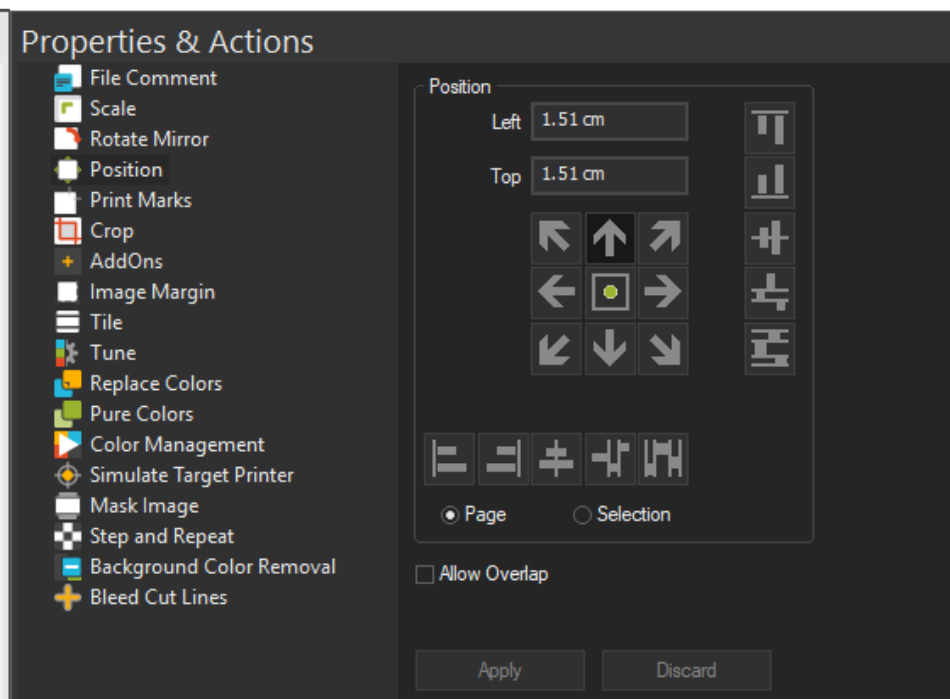 Properties & Actions
File Comment
Scale
Rotate Mirror
Position
Print Marks
Crop
AddOns
Image Margin
Tile
Tune
Replace Colors
Pure Colors
Color Management
Simulate Target Printer
Mask Image
Step and Repeat
Background Color Removal
Bleed Cut Lines
Position
Left 1.51 cm
Top 1.51 cm
Page Selection
Allow Overlap
Apply Discard